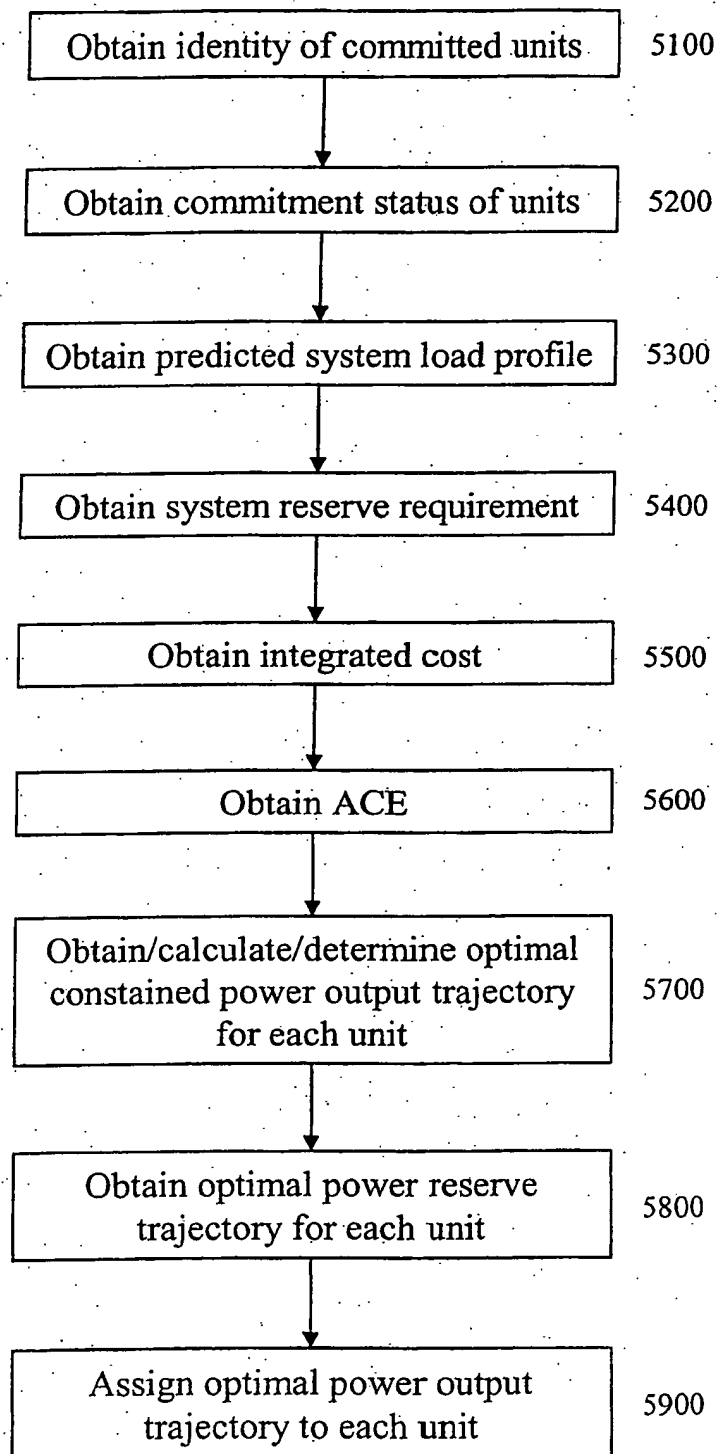 Obtain identity of committed units 5100
Obtain commitment status of units 5200
Obtain predicted system load profile 5300
Obtain system reserve requirement 5400
Obtain integrated cost 5500
Obtain ACE 5600
Obtain/calculate/determine optimal
constained power output trajectory
for each unit
5700
Obtain optimal power reserve
trajectory for each unit
5800
Assign optimal power output
trajectory to each unit
5900